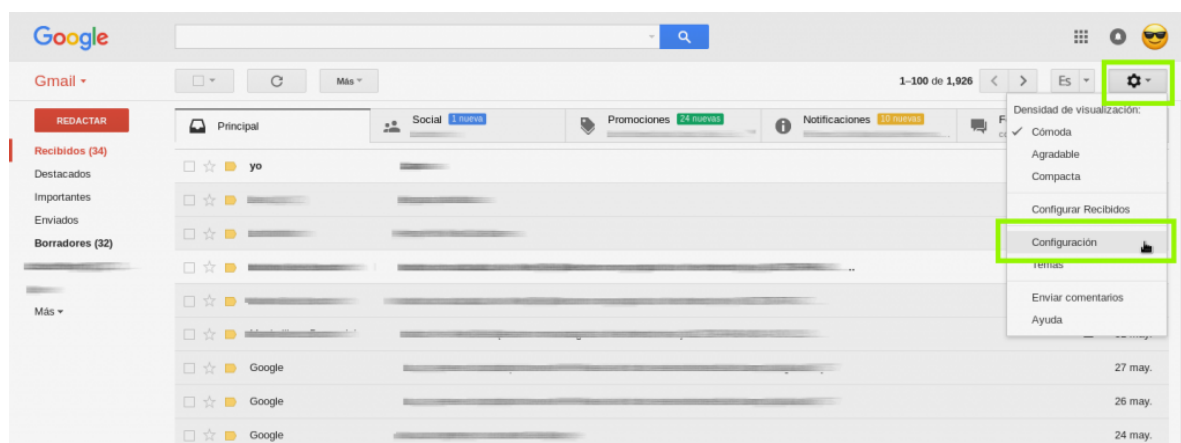 Google
Gmail
Más
1–100 de 1,926
Es
REDACTAR
Recibidos (34)
Destacados
Importantes
Enviados
Borradores (32)
Más
Principal
Social 1 nueva
Promociones 24 nuevas
Notificaciones 10 nuevas
yo
Google
27 may.
Google
26 may.
Google
24 may.
Densidad de visualización:
Cómoda
Agradable
Compacta
Configurar Recibidos
Configuración
Temas
Enviar comentarios
Ayuda